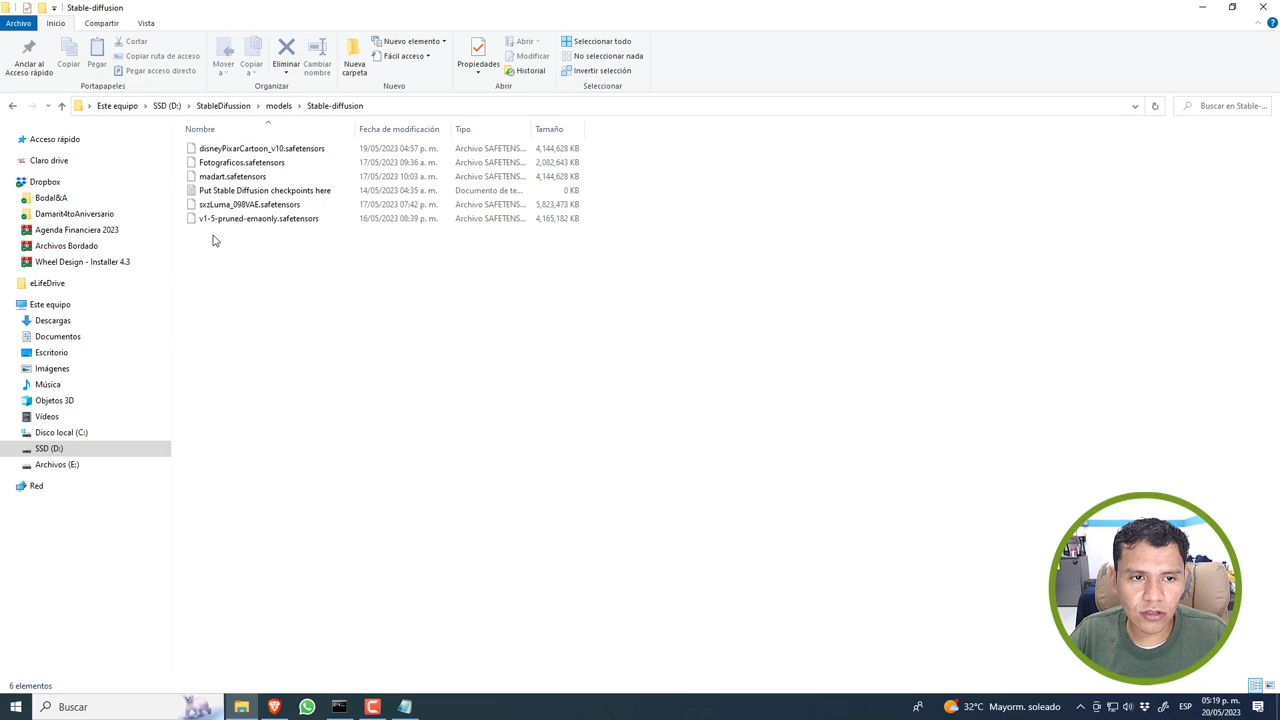 Stable-diffusion
Archivo Inicio Compartir Vista
Anclar al Acceso rápido
Copiar
Pegar
Cortar
Copiar ruta de acceso
Pegar acceso directo
Portapapeles
Mover a
Copiar a
Eliminar
Cambiar nombre
Organizar
Nueva carpeta
Nuevo elemento
Fácil acceso
Nuevo
Propiedades
Abrir
Modificar
Historial
Abrir
Seleccionar todo
No seleccionar nada
Invertir selección
Seleccionar
Este equipo > SSD (D:) > StableDifussion > models > Stable-diffusion
Buscar en Stable-...
Acceso rápido
Claro drive
Dropbox
Bodal&A
Damarit4toAniversario
Agenda Financiera 2023
Archivos Bordado
Wheel Design - Installer 4.3
eLifeDrive
Este equipo
Descargas
Documentos
Escritorio
Imágenes
Música
Objetos 3D
Vídeos
Disco local (C:)
SSD (D:)
Archivos (E:)
Red
Nombre Fecha de modificación Tipo Tamaño
disneyPixarCartoon_v10.safetensors 19/05/2023 04:57 p. m. Archivo SAFETENS... 4,144,628 KB
Fotograficos.safetensors 17/05/2023 09:36 a. m. Archivo SAFETENS... 2,082,643 KB
madart.safetensors 17/05/2023 10:03 a. m. Archivo SAFETENS... 4,144,628 KB
Put Stable Diffusion checkpoints here 14/05/2023 04:35 a. m. Documento de te... 0 KB
sxzLuma_098VAE.safetensors 17/05/2023 07:42 p. m. Archivo SAFETENS... 5,823,473 KB
v1-5-pruned-emaonly.safetensors 16/05/2023 08:39 p. m. Archivo SAFETENS... 4,165,182 KB
6 elementos
Buscar
32°C Mayorm. soleado
ESP
05:19 p. m.
20/05/2023